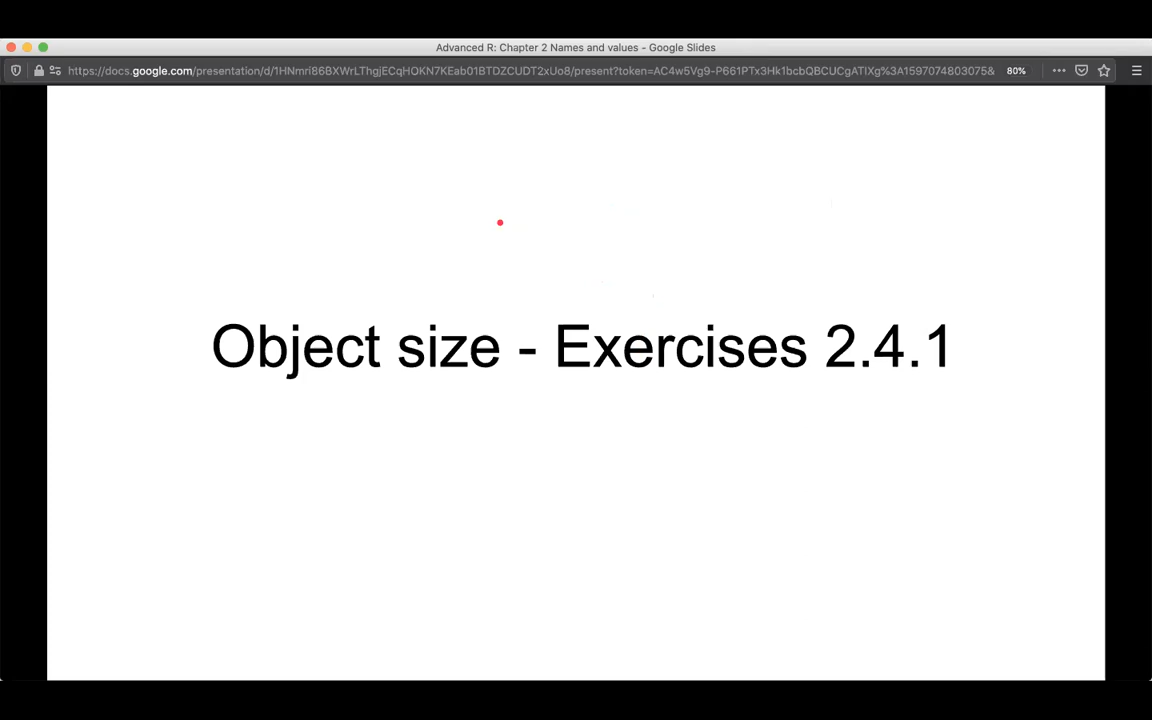 Advanced R: Chapter 2 Names and values - Google Slides
https://docs.google.com/presentation/d/1HNmri86BXWrLThgjECqHOKN7KEab01BTDZCUDT2xUo8/present?token=AC4w5Vg9-P661PTx3Hk1bcbQBCUCgATIXg%3A1597074803075& 80%
Object size - Exercises 2.4.1